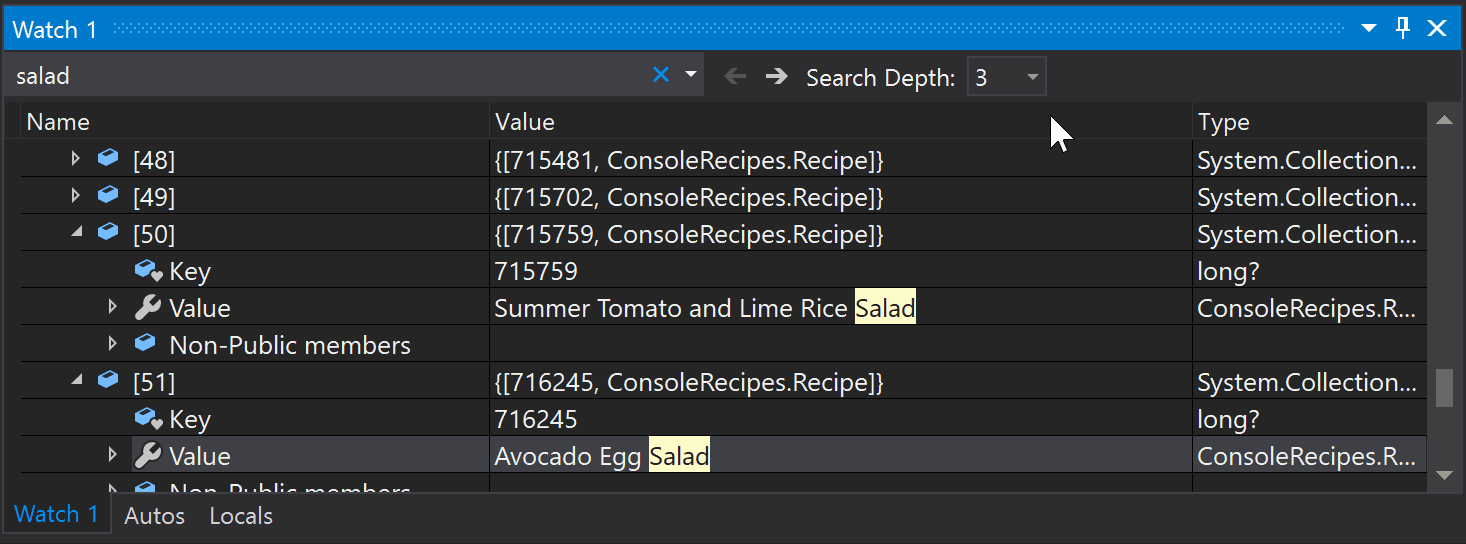 Watch 1
salad Search Depth: 3
Name Value Type
[48] {[715481, ConsoleRecipes.Recipe]} System.Collection...
[49] {[715702, ConsoleRecipes.Recipe]} System.Collection...
[50] {[715759, ConsoleRecipes.Recipe]} System.Collection...
Key 715759 long?
Value Summer Tomato and Lime Rice Salad ConsoleRecipes.R...
Non-Public members
[51] {[716245, ConsoleRecipes.Recipe]} System.Collection...
Key 716245 long?
Value Avocado Egg Salad ConsoleRecipes.R...
Non-Public members
Watch 1 Autos Locals